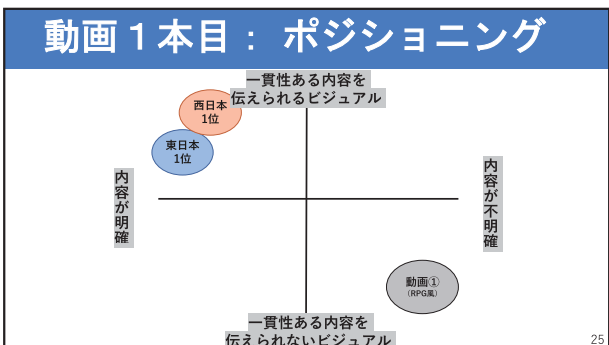 動画１本目： ポジショニング
一貫性ある内容を
伝えられるビジュアル
西日本
1位
東日本
1位
内容が明確
内容が不明確
動画①
（RPG風）
一貫性ある内容を
伝えられないビジュアル
25